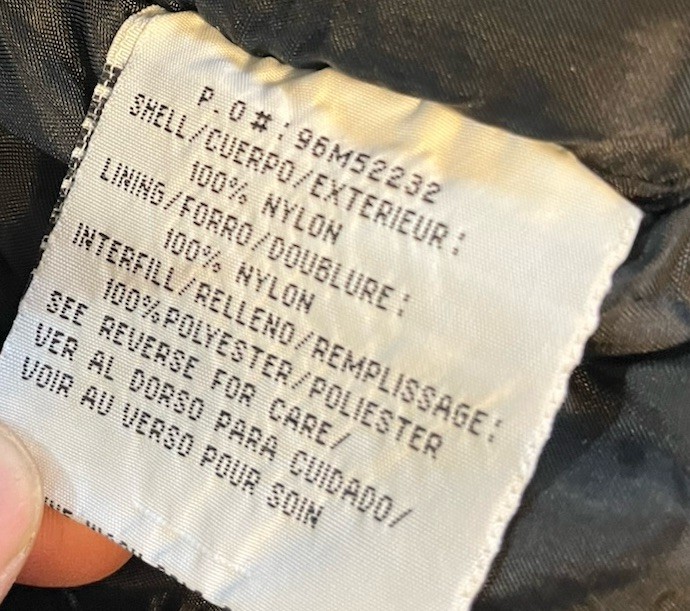 P.O#:96M52232
SHELL/CUERPO/EXTERIEUR:
100% NYLON
LINING/FORRO/DOUBLURE:
100% NYLON
INTERFILL/RELLENO/REMPLISSAGE:
100%POLYESTER/POLIESTER
SEE REVERSE FOR CARE/
VER AL DORSO PARA CUIDADO/
VOIR AU VERSO POUR SOIN